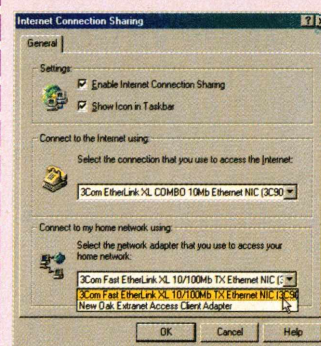 Internet Connection Sharing
General
Settings:
Enable Internet Connection Sharing
Show Icon in Taskbar
Connect to the Internet using:
Select the connection that you use to access the Internet:
3Com EtherLink XL COMBO 10Mb Ethernet NIC (3C90
Connect to my home network using:
Select the network adapter that you use to access your
home network:
3Com Fast EtherLink XL 10/100Mb TX Ethernet NIC (3
3Com Fast EtherLink XL 10/100Mb TX Ethernet NIC (3C90
New Oak Extranet Access Client Adapter
OK Cancel Help